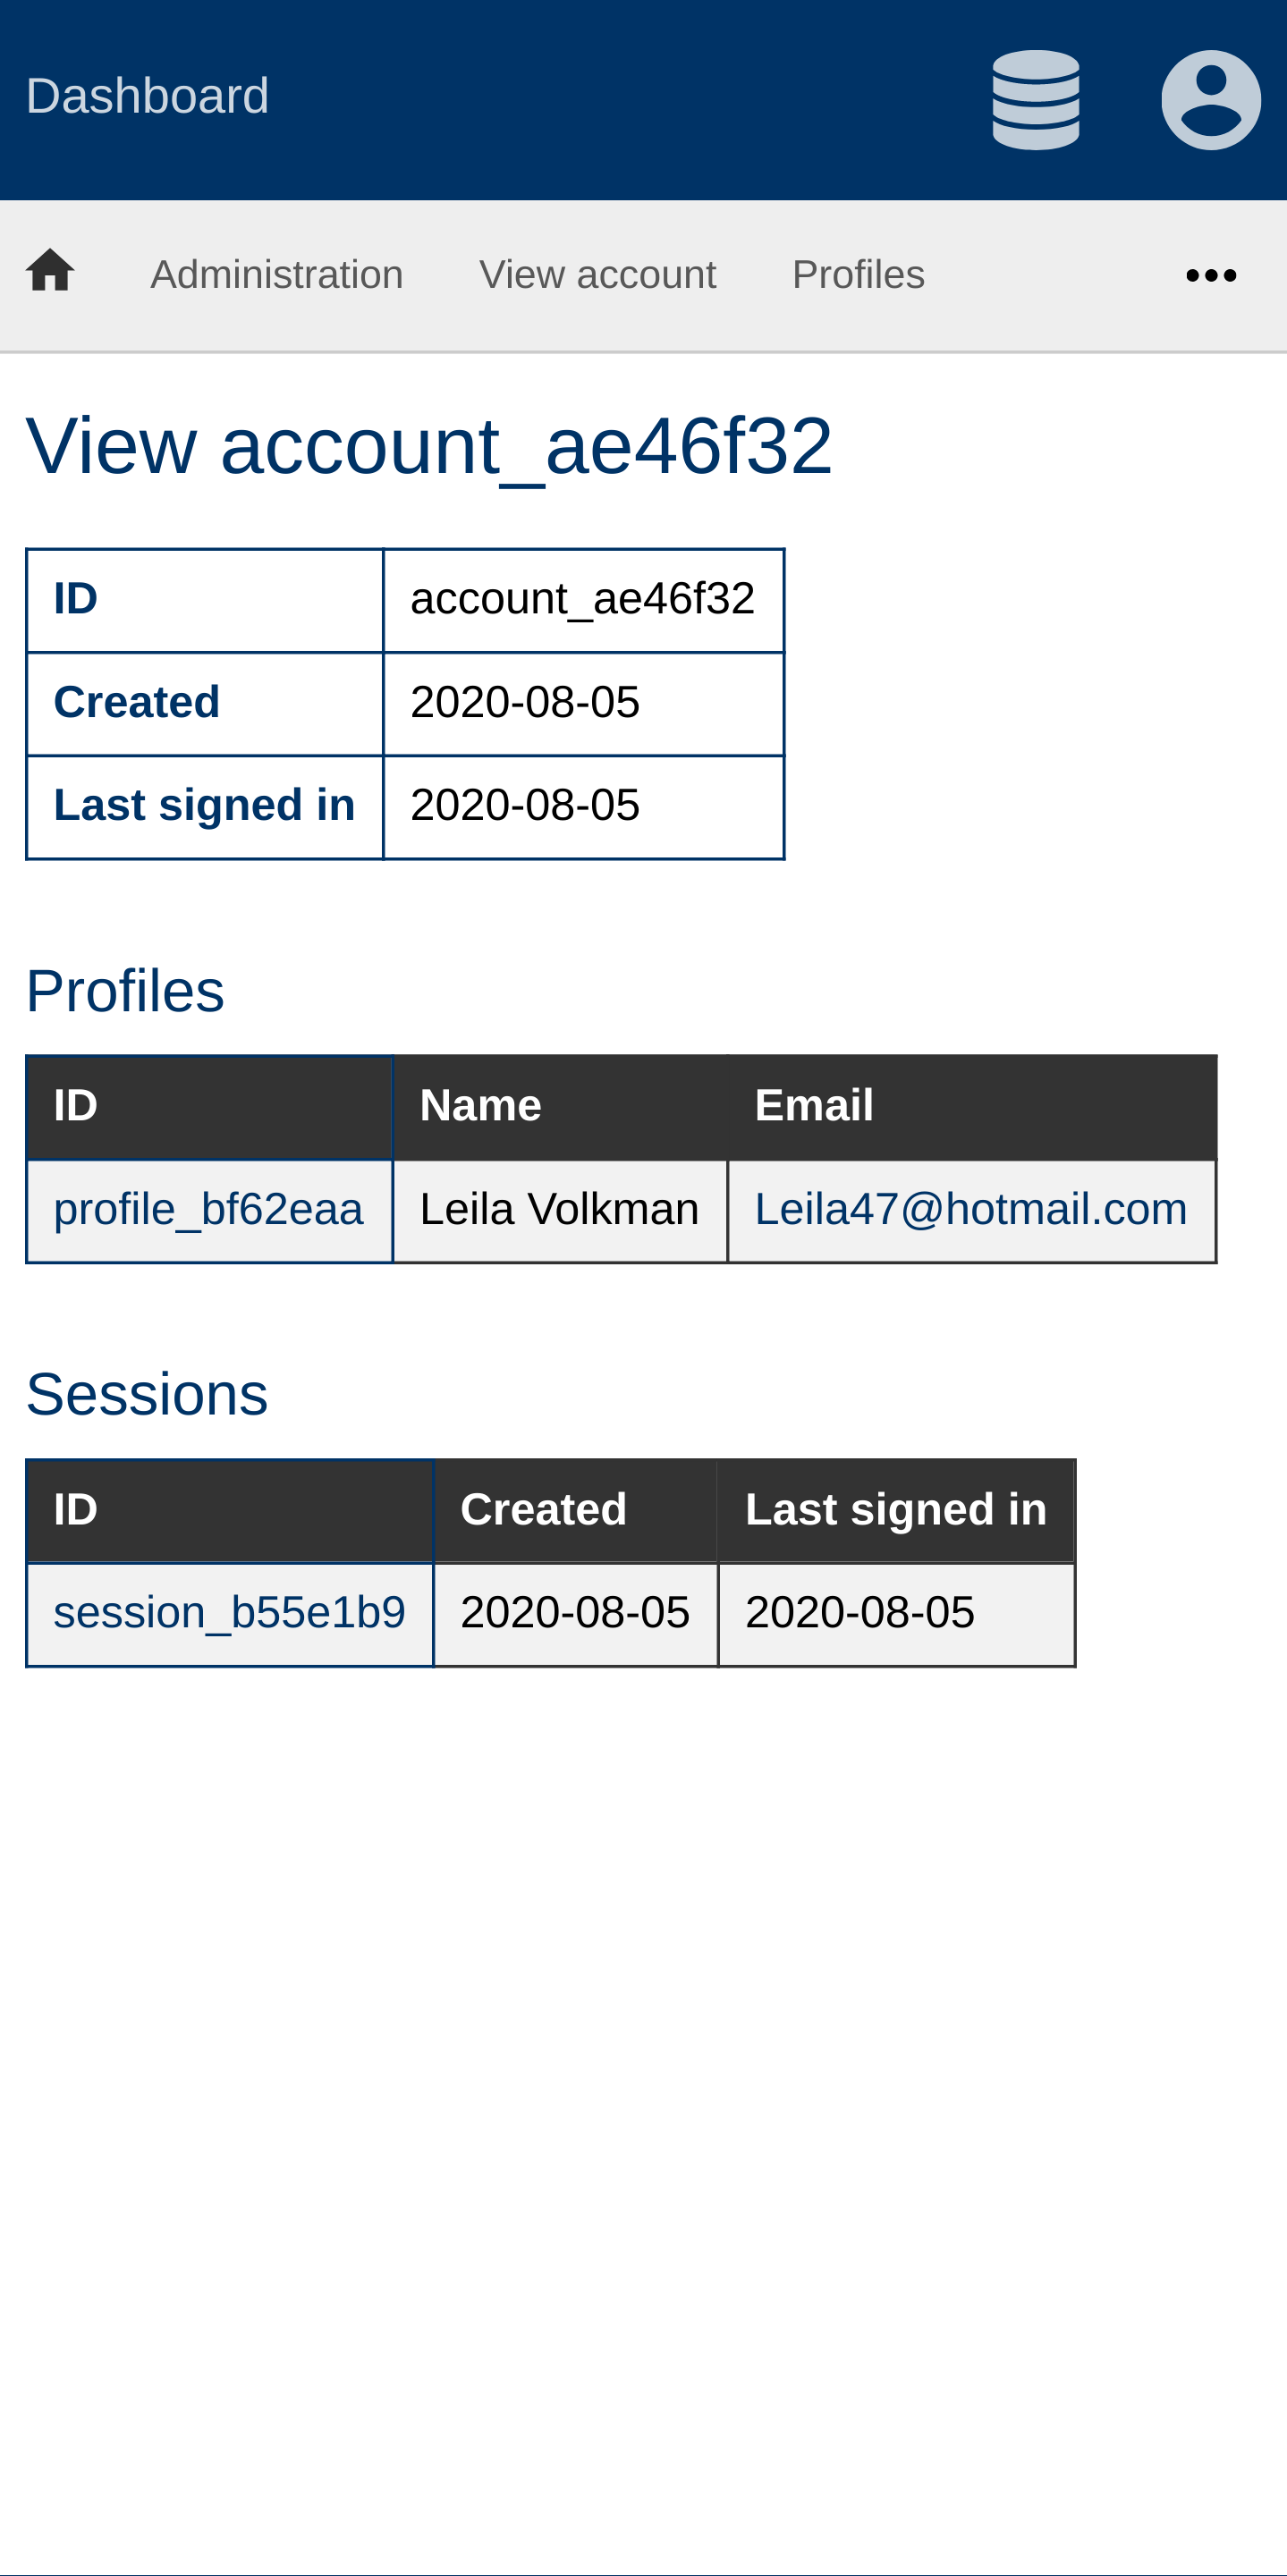 Dashboard
Administration View account Profiles
View account_ae46f32
ID account_ae46f32
Created 2020-08-05
Last signed in 2020-08-05
Profiles
ID Name Email
profile_bf62eaa Leila Volkman Leila47@hotmail.com
Sessions
ID Created Last signed in
session_b55e1b9 2020-08-05 2020-08-05